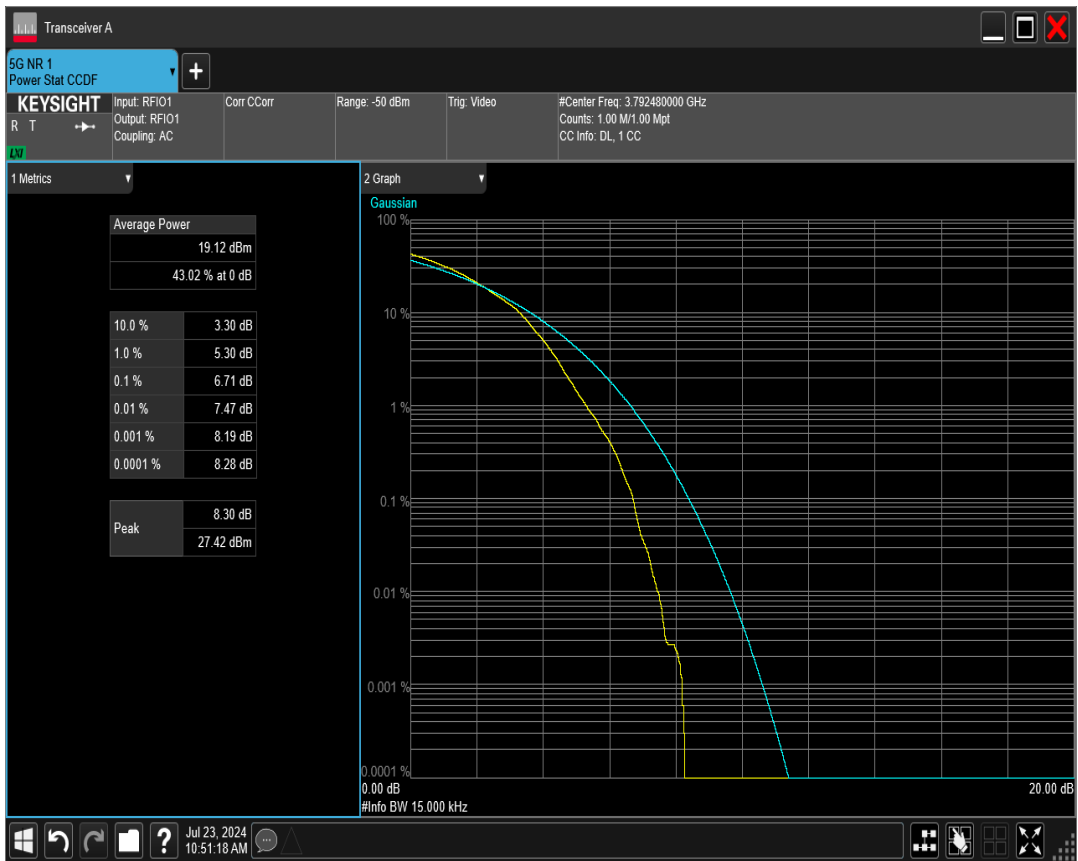 Transceiver A
5G NR 1
Power Stat CCDF
KEYSIGHT
R T
LXI
Input: RFIO1
Output: RFIO1
Coupling: AC
Corr CCorr
Range: -50 dBm
Trig: Video
#Center Freq: 3.792480000 GHz
Counts: 1.00 M/1.00 Mpt
CC Info: DL, 1 CC
1 Metrics
Average Power
19.12 dBm
43.02 % at 0 dB
10.0 % 3.30 dB
1.0 % 5.30 dB
0.1 % 6.71 dB
0.01 % 7.47 dB
0.001 % 8.19 dB
0.0001 % 8.28 dB
Peak 8.30 dB
27.42 dBm
2 Graph
Gaussian
100 %
10 %
1 %
0.1 %
0.01 %
0.001 %
0.0001 %
0.00 dB 20.00 dB
#Info BW 15.000 kHz
?
Jul 23, 2024
10:51:18 AM